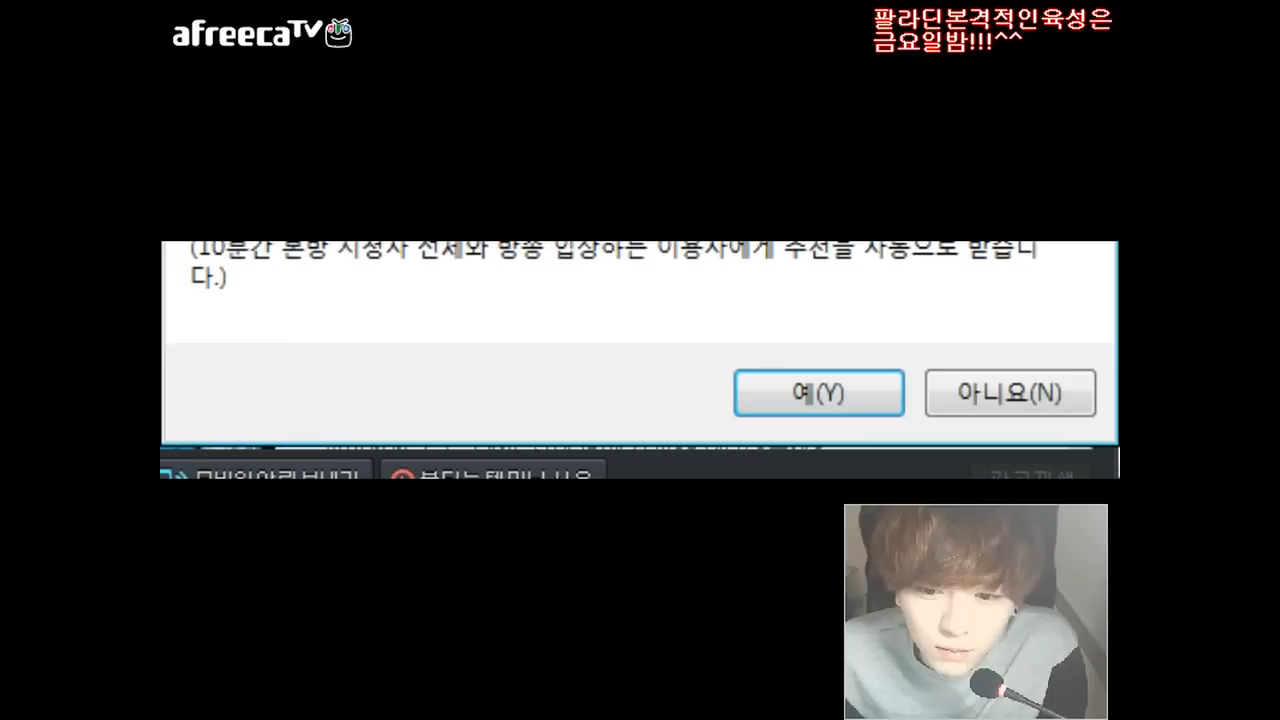 afreecaTV
팔라딘본격적인육성은
금요일밤!!!^^
(10분간 본방 시청자 전체와 방송 입장하는 이용자에게 추천을 자동으로 받습니
다.)
예(Y)
아니요(N)